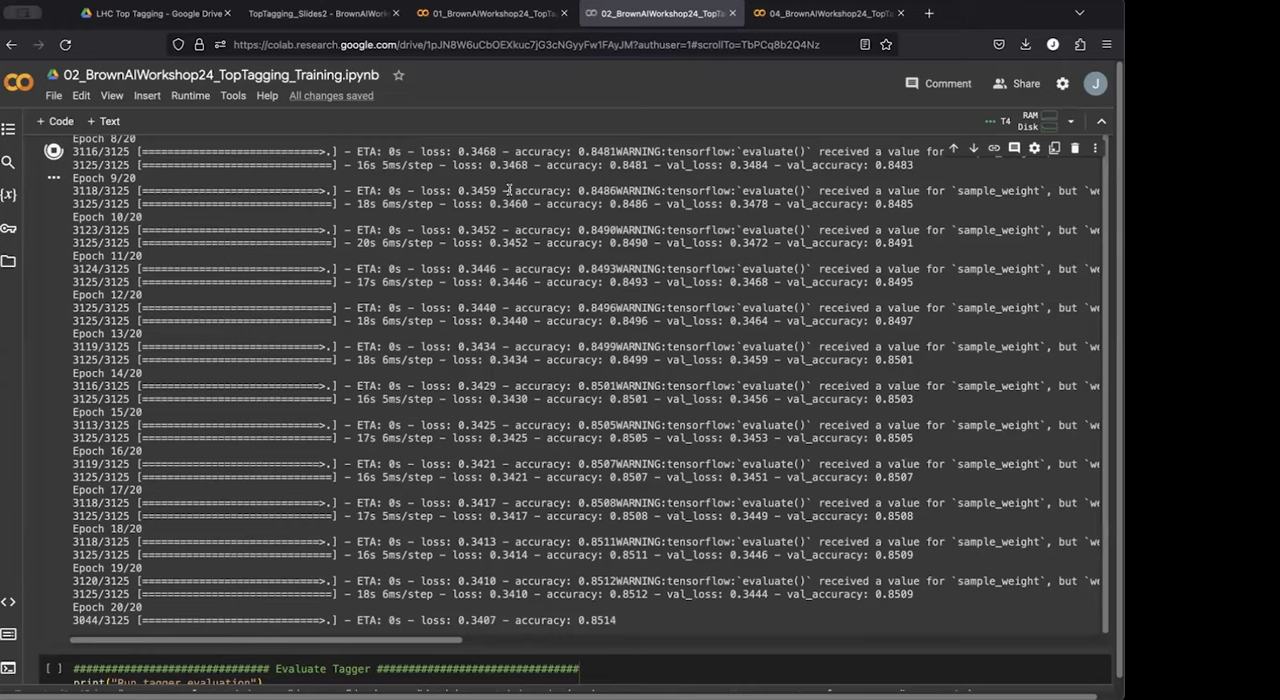 LHC Top Tagging - Google Drive
TopTagging_Slides2 - BrownAIWork
01_BrownAIWorkshop24_TopTa
02_BrownAIWorkshop24_TopTa
04_BrownAIWorkshop24_TopTa
https://colab.research.google.com/drive/1pJN8W6uCbOEXkuc7jG3cNGyyFw1FAyJM?authuser=1#scrollTo=TbPCq8b2Q4Nz
02_BrownAIWorkshop24_TopTagging_Training.ipynb
Comment Share J
File Edit View Insert Runtime Tools Help All changes saved
+ Code + Text
T4 RAM Disk
Epoch 8/20
3116/3125 [=============================>.] - ETA: 0s - loss: 0.3468 - accuracy: 0.8481WARNING:tensorflow:`evaluate()` received a value for
3125/3125 [==============================] - 16s 5ms/step - loss: 0.3468 - accuracy: 0.8481 - val_loss: 0.3484 - val_accuracy: 0.8483
Epoch 9/20
3118/3125 [=============================>.] - ETA: 0s - loss: 0.3459 - accuracy: 0.8486WARNING:tensorflow:`evaluate()` received a value for `sample_weight`, but `we
3125/3125 [==============================] - 18s 6ms/step - loss: 0.3460 - accuracy: 0.8486 - val_loss: 0.3478 - val_accuracy: 0.8485
Epoch 10/20
3123/3125 [=============================>.] - ETA: 0s - loss: 0.3452 - accuracy: 0.8490WARNING:tensorflow:`evaluate()` received a value for `sample_weight`, but `we
3125/3125 [==============================] - 20s 6ms/step - loss: 0.3452 - accuracy: 0.8490 - val_loss: 0.3472 - val_accuracy: 0.8491
Epoch 11/20
3124/3125 [=============================>.] - ETA: 0s - loss: 0.3446 - accuracy: 0.8493WARNING:tensorflow:`evaluate()` received a value for `sample_weight`, but `we
3125/3125 [==============================] - 17s 6ms/step - loss: 0.3446 - accuracy: 0.8493 - val_loss: 0.3468 - val_accuracy: 0.8495
Epoch 12/20
3125/3125 [==============================] - ETA: 0s - loss: 0.3440 - accuracy: 0.8496WARNING:tensorflow:`evaluate()` received a value for `sample_weight`, but `we
3125/3125 [==============================] - 18s 6ms/step - loss: 0.3440 - accuracy: 0.8496 - val_loss: 0.3464 - val_accuracy: 0.8497
Epoch 13/20
3119/3125 [=============================>.] - ETA: 0s - loss: 0.3434 - accuracy: 0.8499WARNING:tensorflow:`evaluate()` received a value for `sample_weight`, but `we
3125/3125 [==============================] - 18s 6ms/step - loss: 0.3434 - accuracy: 0.8499 - val_loss: 0.3459 - val_accuracy: 0.8501
Epoch 14/20
3116/3125 [=============================>.] - ETA: 0s - loss: 0.3429 - accuracy: 0.8501WARNING:tensorflow:`evaluate()` received a value for `sample_weight`, but `we
3125/3125 [==============================] - 16s 5ms/step - loss: 0.3430 - accuracy: 0.8501 - val_loss: 0.3456 - val_accuracy: 0.8503
Epoch 15/20
3113/3125 [=============================>.] - ETA: 0s - loss: 0.3425 - accuracy: 0.8505WARNING:tensorflow:`evaluate()` received a value for `sample_weight`, but `we
3125/3125 [==============================] - 17s 6ms/step - loss: 0.3425 - accuracy: 0.8505 - val_loss: 0.3453 - val_accuracy: 0.8505
Epoch 16/20
3119/3125 [=============================>.] - ETA: 0s - loss: 0.3421 - accuracy: 0.8507WARNING:tensorflow:`evaluate()` received a value for `sample_weight`, but `we
3125/3125 [==============================] - 16s 5ms/step - loss: 0.3421 - accuracy: 0.8507 - val_loss: 0.3451 - val_accuracy: 0.8507
Epoch 17/20
3118/3125 [=============================>.] - ETA: 0s - loss: 0.3417 - accuracy: 0.8508WARNING:tensorflow:`evaluate()` received a value for `sample_weight`, but `we
3125/3125 [==============================] - 17s 5ms/step - loss: 0.3417 - accuracy: 0.8508 - val_loss: 0.3449 - val_accuracy: 0.8508
Epoch 18/20
3118/3125 [=============================>.] - ETA: 0s - loss: 0.3413 - accuracy: 0.8511WARNING:tensorflow:`evaluate()` received a value for `sample_weight`, but `we
3125/3125 [==============================] - 16s 5ms/step - loss: 0.3414 - accuracy: 0.8511 - val_loss: 0.3446 - val_accuracy: 0.8509
Epoch 19/20
3120/3125 [=============================>.] - ETA: 0s - loss: 0.3410 - accuracy: 0.8512WARNING:tensorflow:`evaluate()` received a value for `sample_weight`, but `we
3125/3125 [==============================] - 18s 6ms/step - loss: 0.3410 - accuracy: 0.8512 - val_loss: 0.3444 - val_accuracy: 0.8509
Epoch 20/20
3044/3125 [=============================>.] - ETA: 0s - loss: 0.3407 - accuracy: 0.8514
[ ] ############################### Evaluate Tagger ################################
print("Run tagger evaluation")